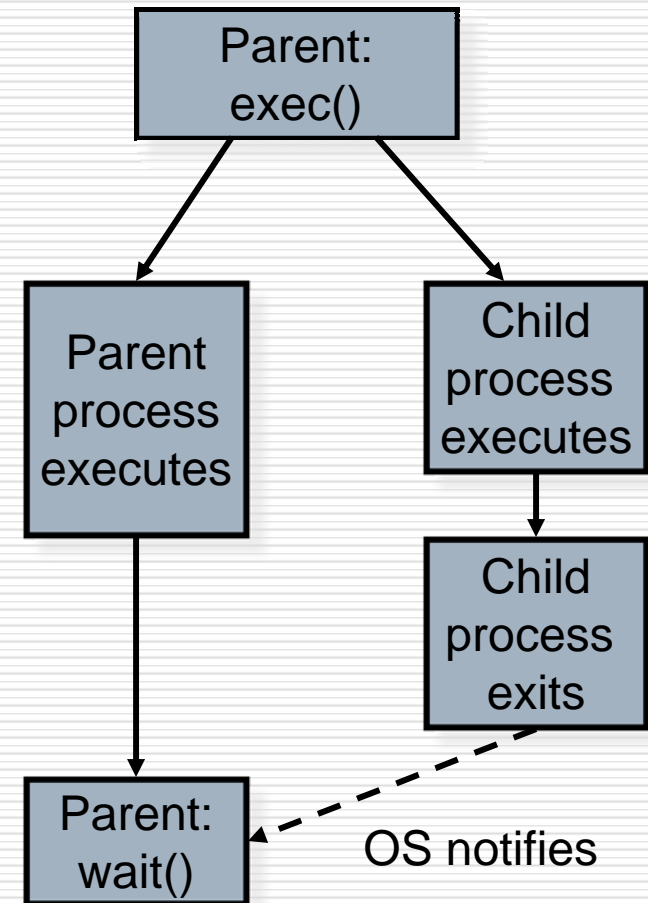 Parent:
exec()
Parent
process
executes
Child
process
executes
Child
process
exits
Parent:
wait()
OS notifies